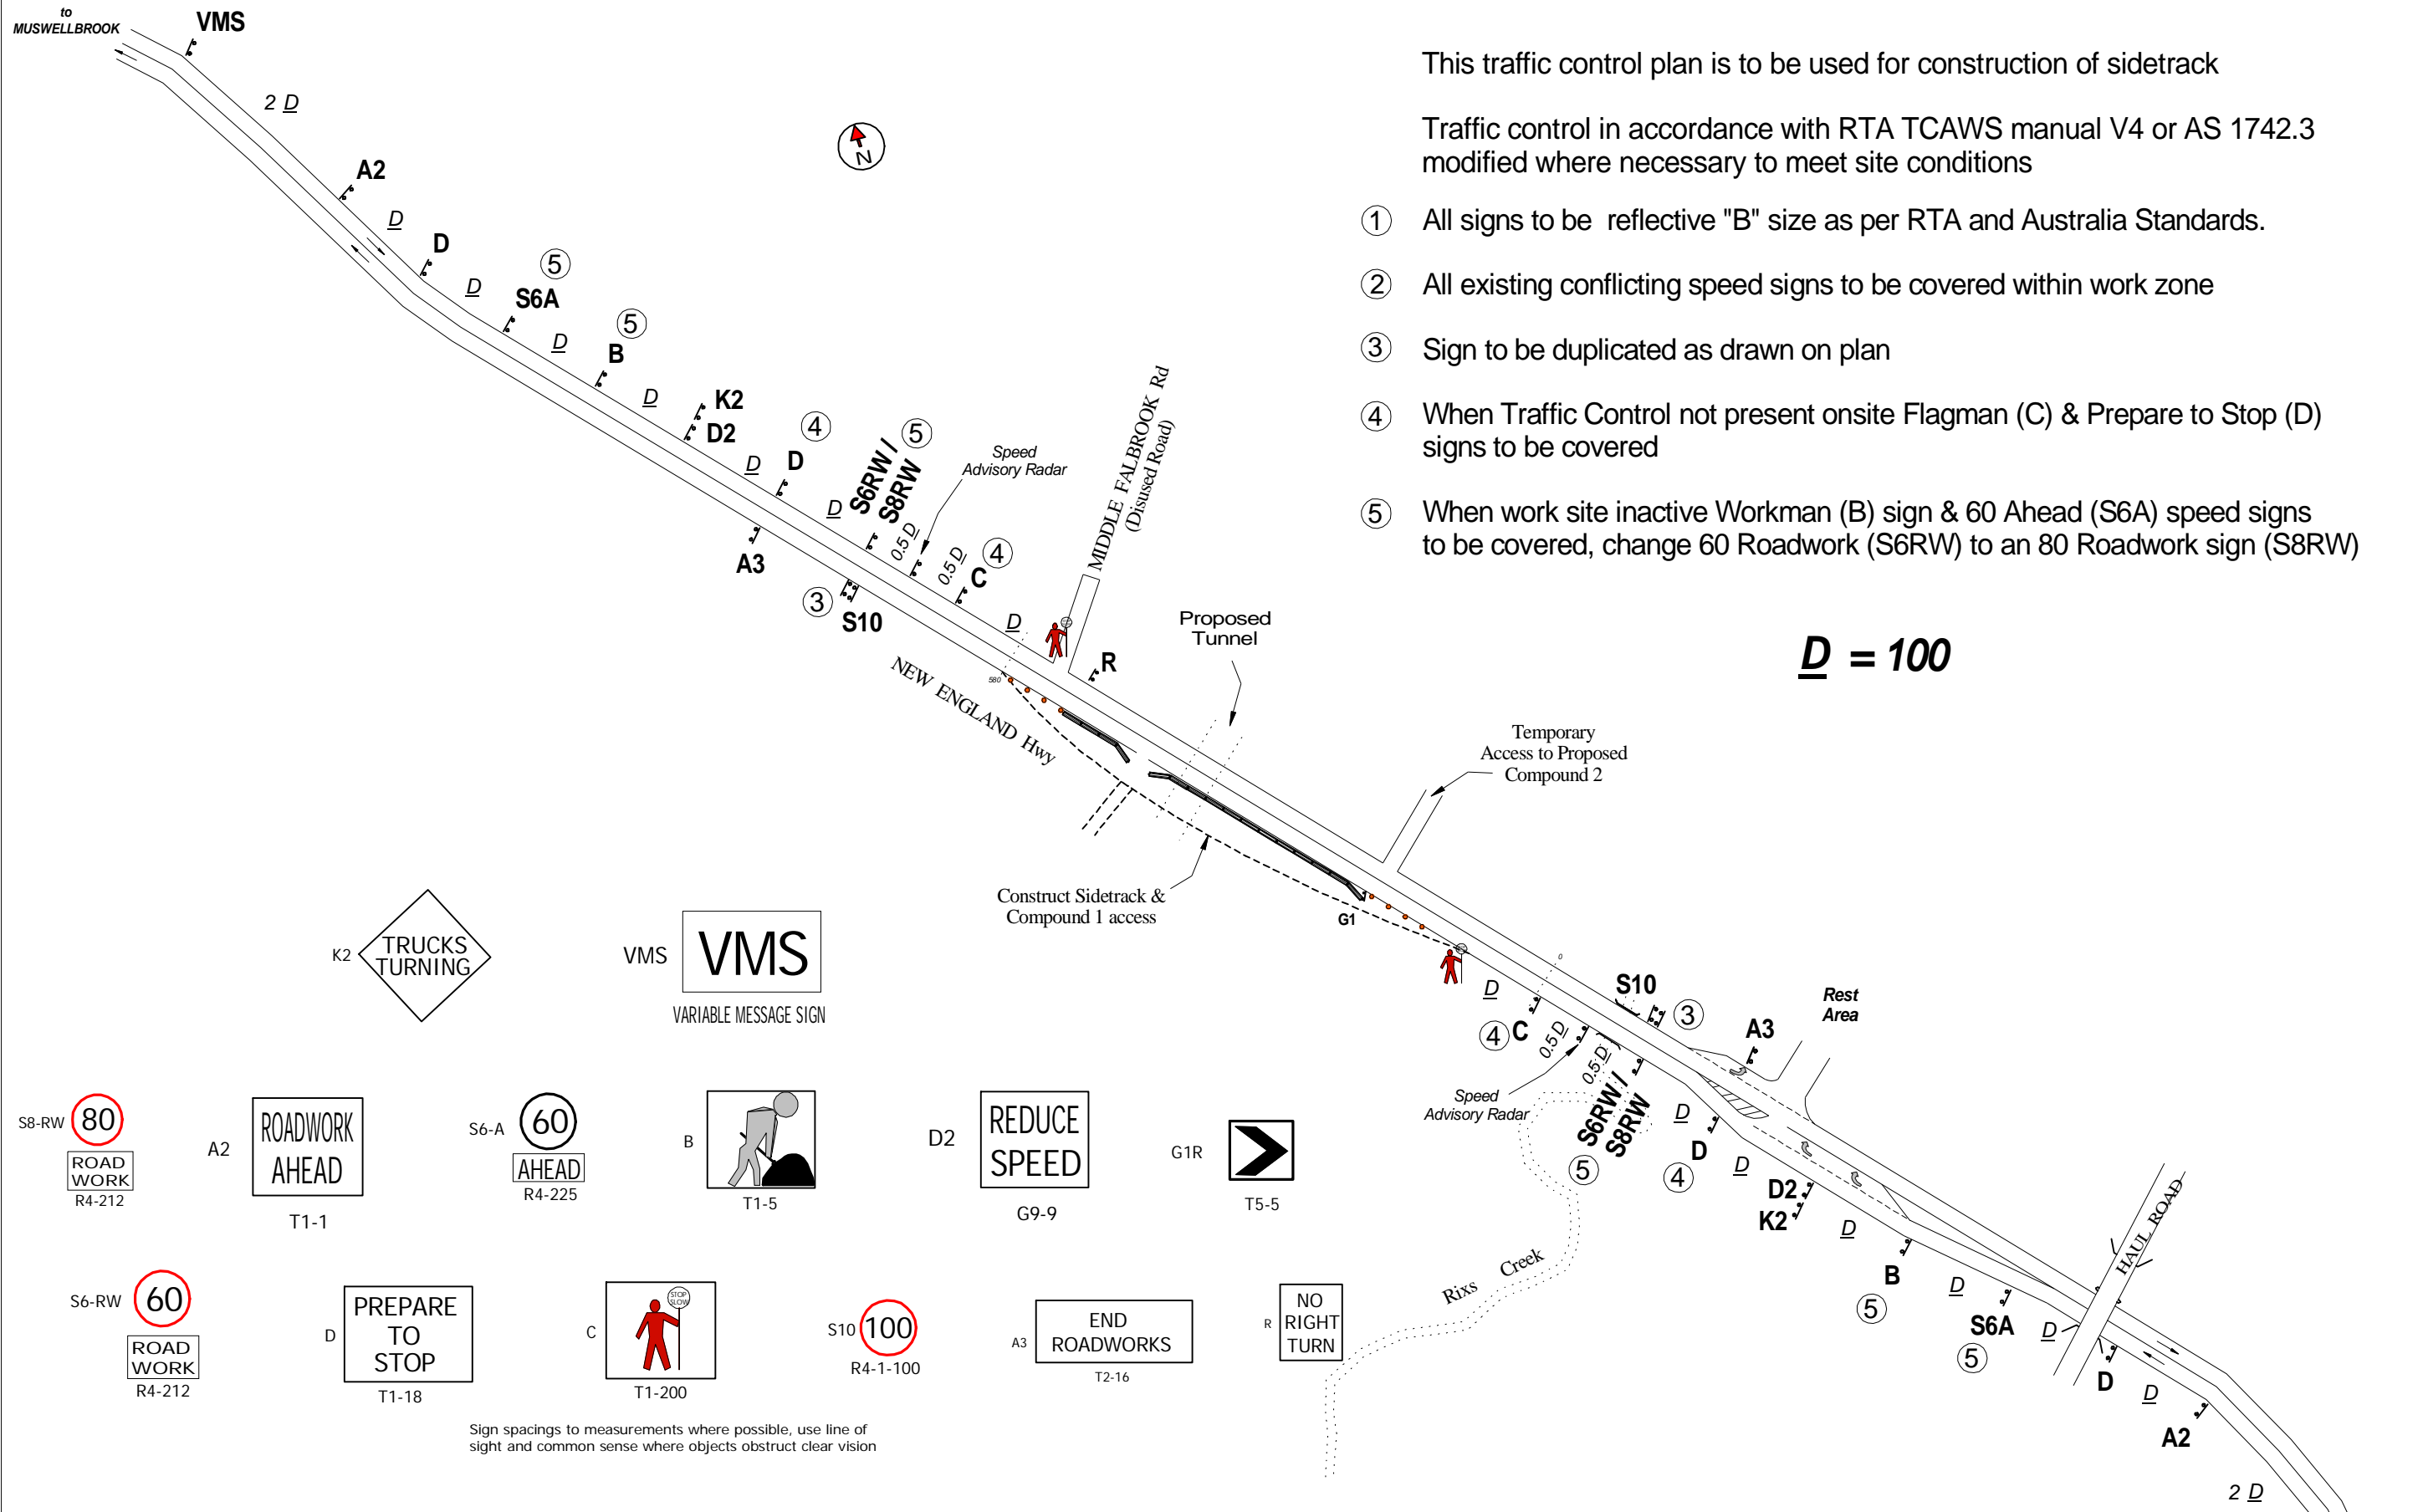 to
MUSWELLBROOK
VMS
2 D
A2
D
D
D
5
S6A
D
5
B
D
K2
D2
D
4
D
D
S6RW /
S8RW
5
0.5 D
Speed
Advisory Radar
0.5 D
4
C
D
MIDDLE FALBROOK Rd
(Disused Road)
A3
3
S10
R
N
580
NEW ENGLAND Hwy
Proposed
Tunnel
Temporary
Access to Proposed
Compound 2
Construct Sidetrack &
Compound 1 access
G1
D
0
4
C
0.5 D
Speed
Advisory Radar
0.5 D
S6RW /
S8RW
5
S10
3
A3
Rest
Area
D
D
4
D
D2
K2
D
B
5
D
S6A
5
D
HAUL ROAD
D
D
A2
2 D
Rixs Creek
This traffic control plan is to be used for construction of sidetrack
Traffic control in accordance with RTA TCAWS manual V4 or AS 1742.3
modified where necessary to meet site conditions
1 All signs to be reflective "B" size as per RTA and Australia Standards.
2 All existing conflicting speed signs to be covered within work zone
3 Sign to be duplicated as drawn on plan
4 When Traffic Control not present onsite Flagman (C) & Prepare to Stop (D)
signs to be covered
5 When work site inactive Workman (B) sign & 60 Ahead (S6A) speed signs
to be covered, change 60 Roadwork (S6RW) to an 80 Roadwork sign (S8RW)
D = 100
K2
TRUCKS
TURNING
VMS
VMS
VARIABLE MESSAGE SIGN
S8-RW
80
ROAD
WORK
R4-212
A2
ROADWORK
AHEAD
T1-1
S6-A
60
AHEAD
R4-225
B
T1-5
D2
REDUCE
SPEED
G9-9
G1R
T5-5
S6-RW
60
ROAD
WORK
R4-212
D
PREPARE
TO
STOP
T1-18
C
STOP
SLOW
T1-200
S10
100
R4-1-100
A3
END
ROADWORKS
T2-16
R
NO
RIGHT
TURN
Sign spacings to measurements where possible, use line of
sight and common sense where objects obstruct clear vision